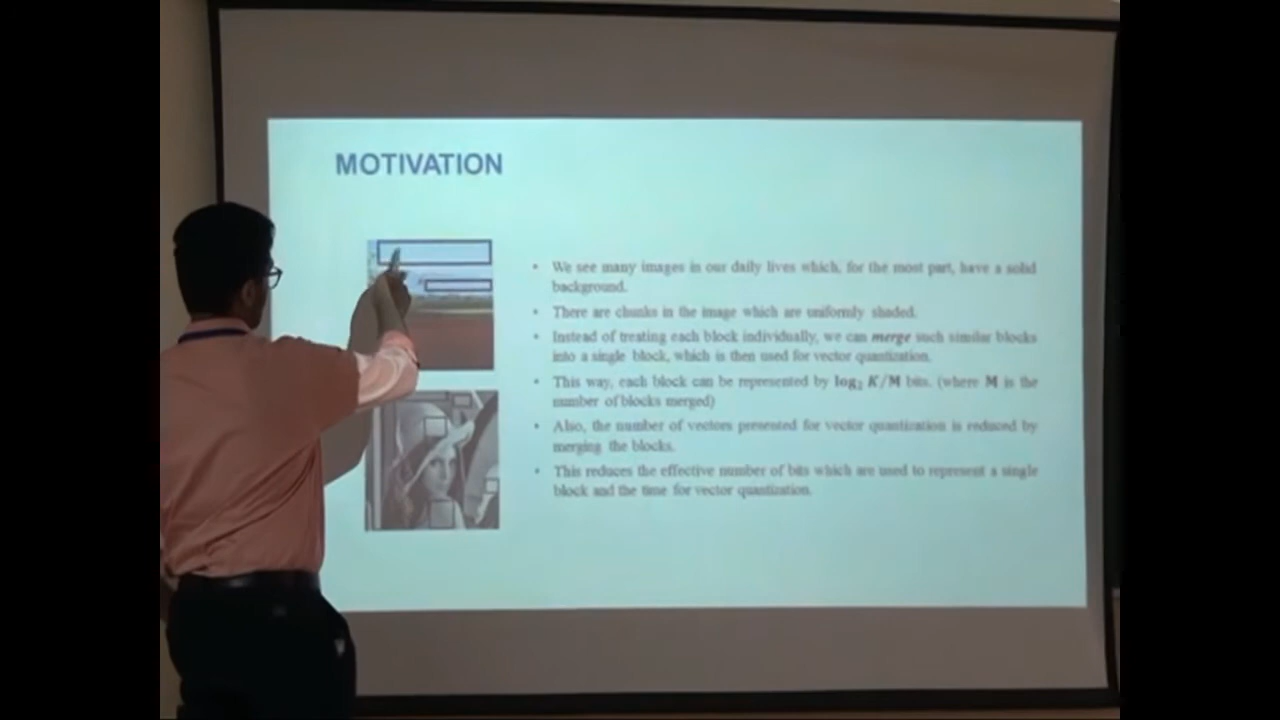 MOTIVATION
• We see many images in our daily lives which, for the most part, have a solid
background.
• There are chunks in the image which are uniformly shaded.
• Instead of treating each block individually, we can merge such similar blocks
into a single block, which is then used for vector quantization.
• This way, each block can be represented by log₂ K/M bits. (where M is the
number of blocks merged)
• Also, the number of vectors presented for vector quantization is reduced by
merging the blocks.
• This reduces the effective number of bits which are used to represent a single
block and the time for vector quantization.